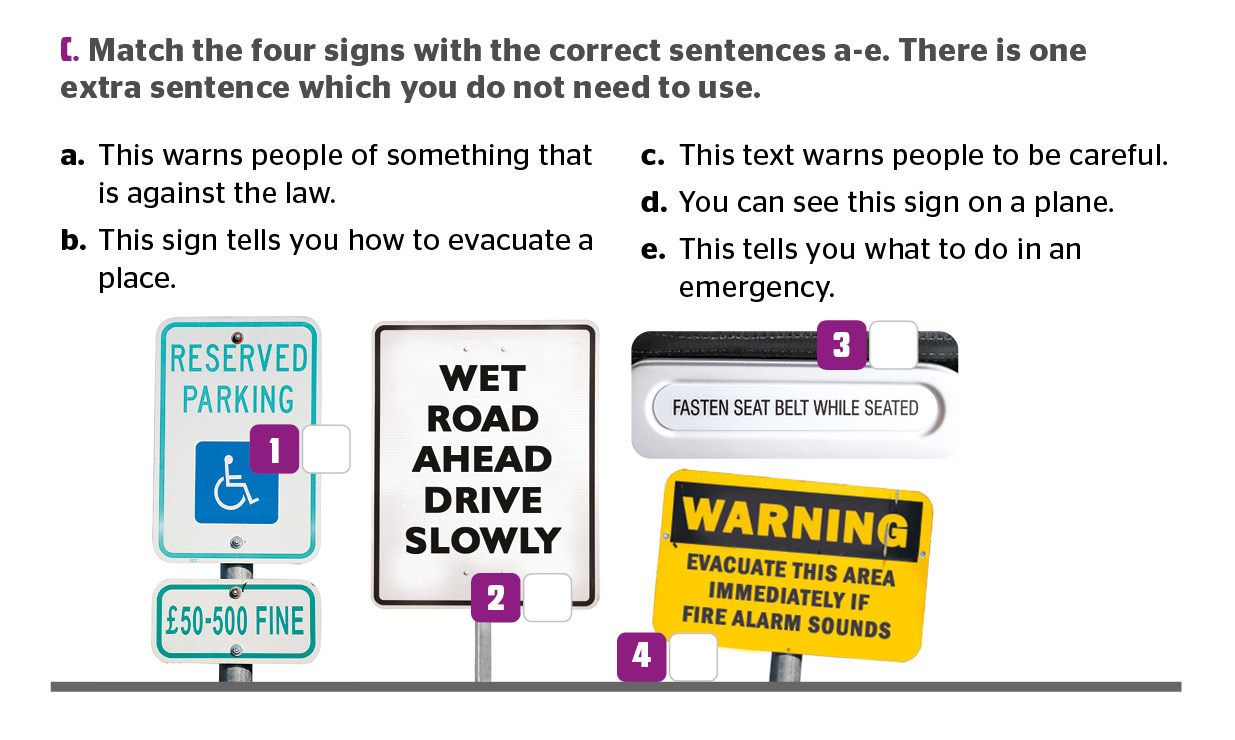 C. Match the four signs with the correct sentences a-e. There is one
extra sentence which you do not need to use.
a. This warns people of something that
is against the law.
b. This sign tells you how to evacuate a
place.
c. This text warns people to be careful.
d. You can see this sign on a plane.
e. This tells you what to do in an
emergency.
RESERVED
PARKING
1
£50-500 FINE
WET
ROAD
AHEAD
DRIVE
SLOWLY
2
3
FASTEN SEAT BELT WHILE SEATED
WARNING
EVACUATE THIS AREA
IMMEDIATELY IF
FIRE ALARM SOUNDS
4